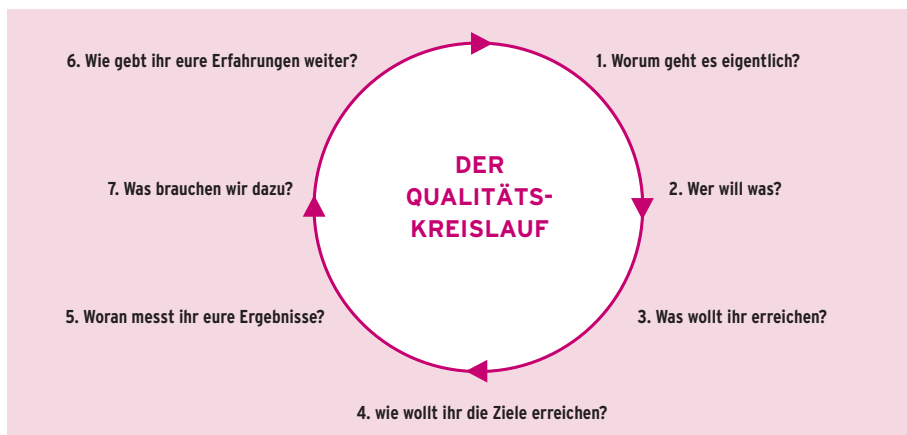 6. Wie gebt ihr eure Erfahrungen weiter?
1. Worum geht es eigentlich?
DER
QUALITÄTS-
KREISLAUF
7. Was brauchen wir dazu?
2. Wer will was?
5. Woran messt ihr eure Ergebnisse?
3. Was wollt ihr erreichen?
4. wie wollt ihr die Ziele erreichen?